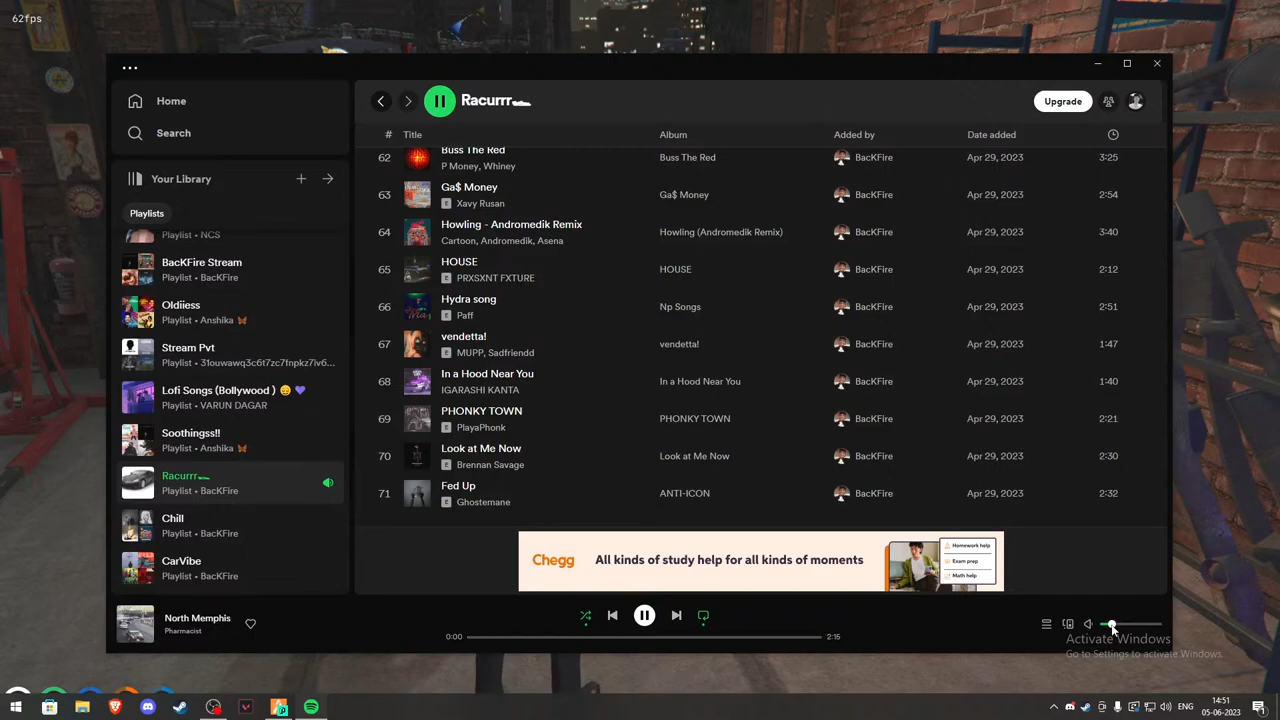 62fps
Home
Search
Your Library
Playlists
Playlist • NCS
BacKFire Stream
Playlist • BacKFire
Oldiiess
Playlist • Anshika 🦋
Stream Pvt
Playlist • 31ouwawq3c6t7zc7fnpkz7iv6...
Lofi Songs (Bollywood ) 😀 💜
Playlist • VARUN DAGAR
Soothingss!!
Playlist • Anshika 🦋
Racurrr
Playlist • BacKFire
Chill
Playlist • BacKFire
CarVibe
Playlist • BacKFire
Racurrr
Upgrade
# Title Album Added by Date added
62 Buss The Red Buss The Red BacKFire Apr 29, 2023 3:25
P Money, Whiney
63 Ga$ Money Ga$ Money BacKFire Apr 29, 2023 2:54
E Xavy Rusan
64 Howling - Andromedik Remix Howling (Andromedik Remix) BacKFire Apr 29, 2023 3:40
Cartoon, Andromedik, Asena
65 HOUSE HOUSE BacKFire Apr 29, 2023 2:12
E PRXSXNT FXTURE
66 Hydra song Np Songs BacKFire Apr 29, 2023 2:51
E Paff
67 vendetta! vendetta! BacKFire Apr 29, 2023 1:47
E MUPP, Sadfriendd
68 In a Hood Near You In a Hood Near You BacKFire Apr 29, 2023 1:40
IGARASHI KANTA
69 PHONKY TOWN PHONKY TOWN BacKFire Apr 29, 2023 2:21
E PlayaPhonk
70 Look at Me Now Look at Me Now BacKFire Apr 29, 2023 2:30
E Brennan Savage
71 Fed Up ANTI-ICON BacKFire Apr 29, 2023 2:32
E Ghostemane
Chegg All kinds of study help for all kinds of moments
Homework help
Exam prep
Math help
North Memphis
Pharmacist
0:00 2:15
Activate Windows
Go to Settings to activate Windows.
ENG
14:51
05-06-2023